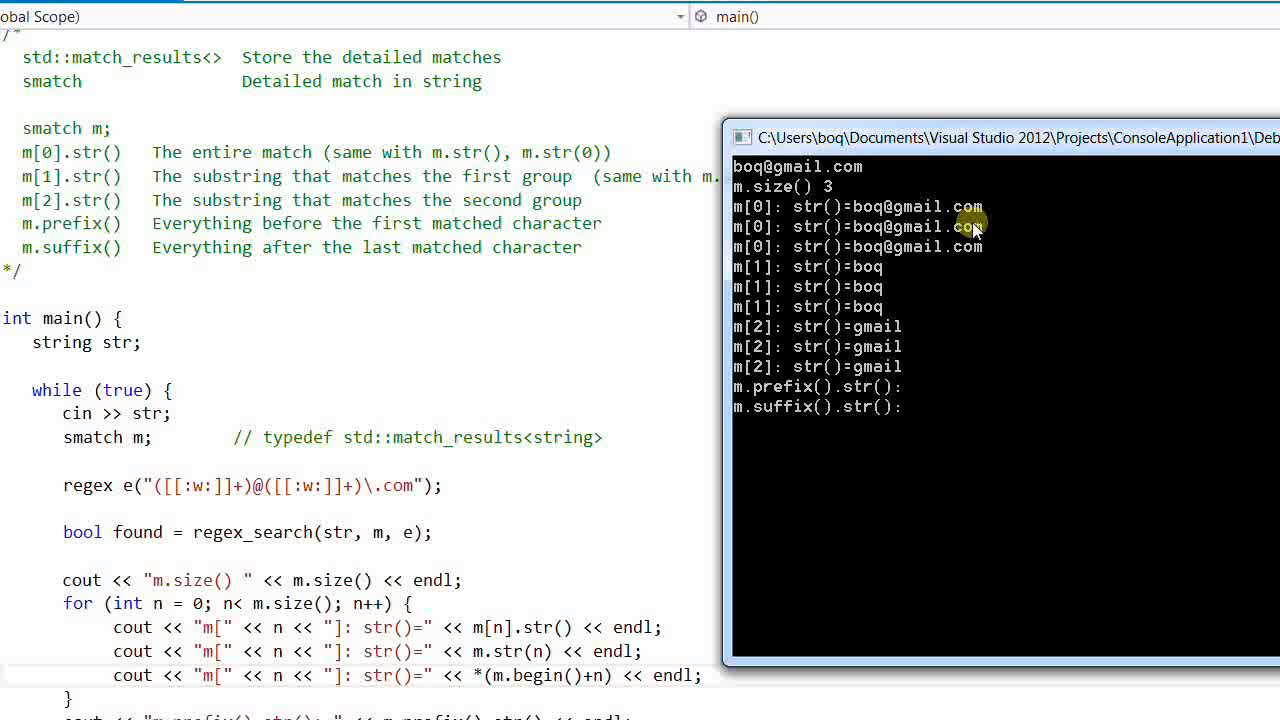 obal Scope)
main()
/*
std::match_results<> Store the detailed matches
smatch Detailed match in string
smatch m;
m[0].str() The entire match (same with m.str(), m.str(0))
m[1].str() The substring that matches the first group (same with m.
m[2].str() The substring that matches the second group
m.prefix() Everything before the first matched character
m.suffix() Everything after the last matched character
*/
int main() {
string str;
while (true) {
cin >> str;
smatch m; // typedef std::match_results<string>
regex e("([[:w:]]+)@([[:w:]]+)\.com");
bool found = regex_search(str, m, e);
cout << "m.size() " << m.size() << endl;
for (int n = 0; n< m.size(); n++) {
cout << "m[" << n << "]: str()=" << m[n].str() << endl;
cout << "m[" << n << "]: str()=" << m.str(n) << endl;
cout << "m[" << n << "]: str()=" << *(m.begin()+n) << endl;
}
cout << "m.prefix().str(): " << m.prefix().str() << endl;
C:\Users\boq\Documents\Visual Studio 2012\Projects\ConsoleApplication1\Deb
boq@gmail.com
m.size() 3
m[0]: str()=boq@gmail.com
m[0]: str()=boq@gmail.com
m[0]: str()=boq@gmail.com
m[1]: str()=boq
m[1]: str()=boq
m[1]: str()=boq
m[2]: str()=gmail
m[2]: str()=gmail
m[2]: str()=gmail
m.prefix().str():
m.suffix().str():